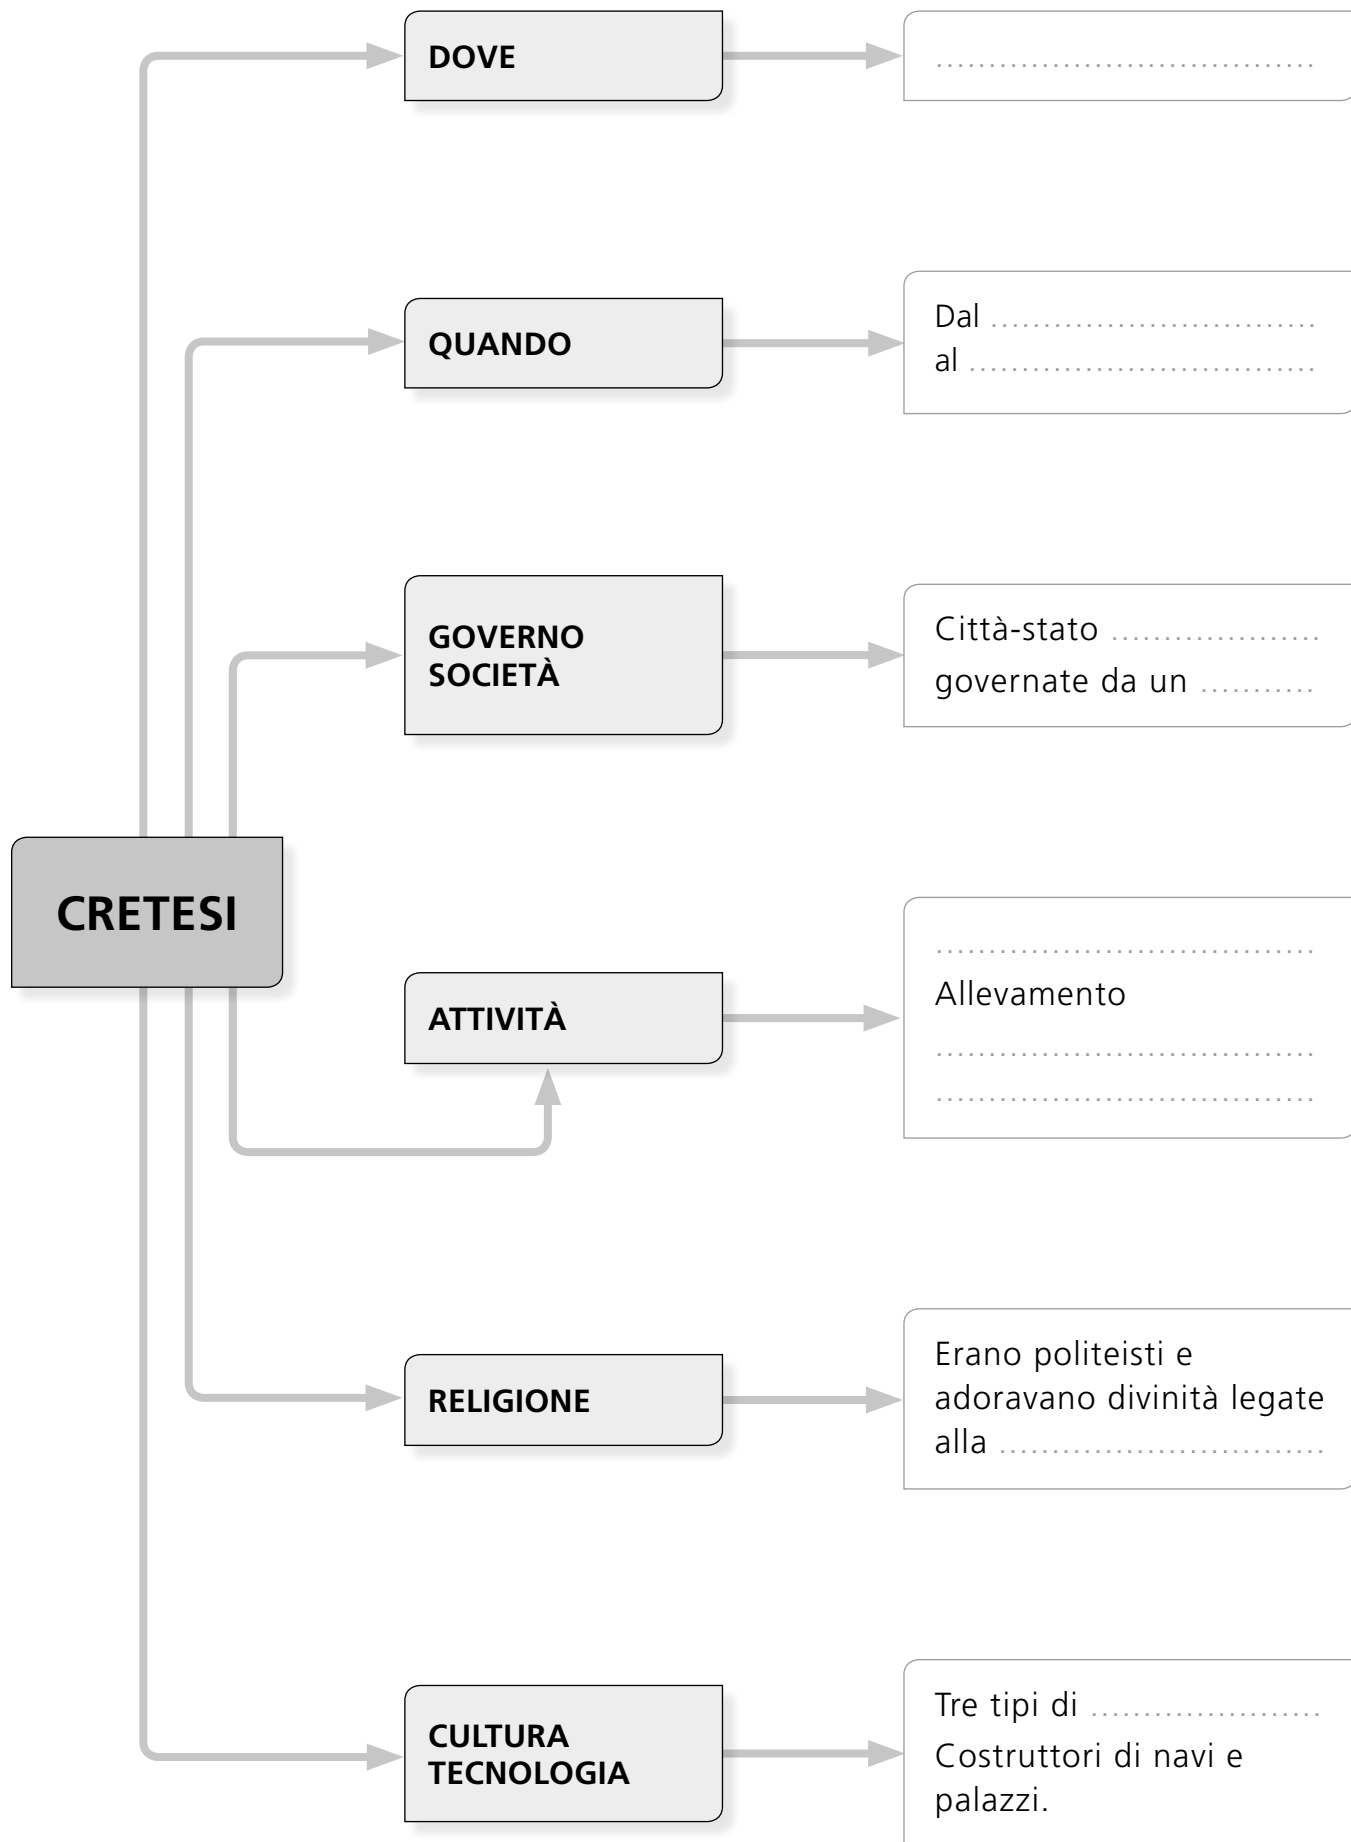 DOVE
..................................
QUANDO
Dal ..............................
al ................................
GOVERNO
SOCIETÀ
Città-stato ....................
governate da un ...........
CRETESI
ATTIVITÀ
..................................
Allevamento
..................................
..................................
RELIGIONE
Erano politeisti e
adoravano divinità legate
alla ..............................
CULTURA
TECNOLOGIA
Tre tipi di ......................
Costruttori di navi e
palazzi.